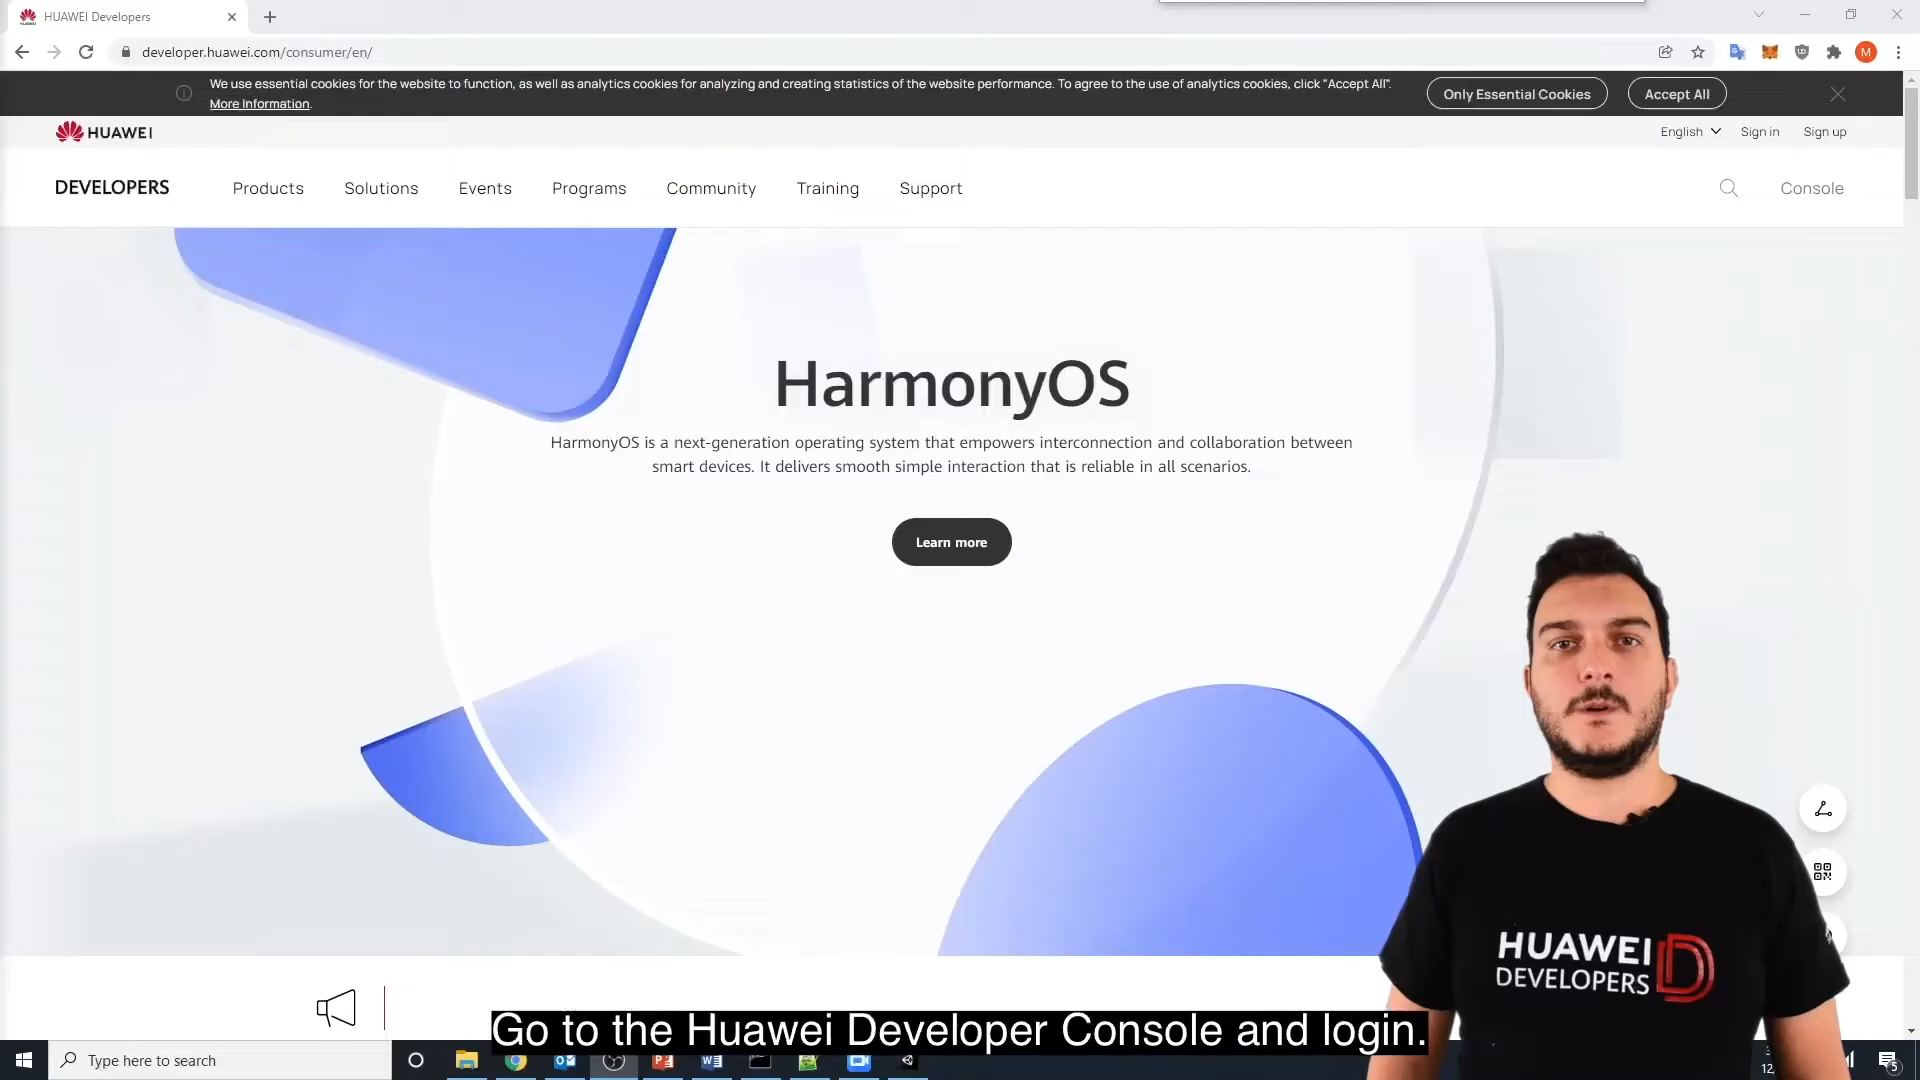 HUAWEI Developers
developer.huawei.com/consumer/en/
M
We use essential cookies for the website to function, as well as analytics cookies for analyzing and creating statistics of the website performance. To agree to the use of analytics cookies, click "Accept All".
More Information.
Only Essential Cookies
Accept All
HUAWEI
English
Sign in
Sign up
DEVELOPERS
Products
Solutions
Events
Programs
Community
Training
Support
Console
HarmonyOS
HarmonyOS is a next-generation operating system that empowers interconnection and collaboration between
smart devices. It delivers smooth simple interaction that is reliable in all scenarios.
Learn more
HUAWEI
DEVELOPERS
Go to the Huawei Developer Console and login.
Type here to search
12,
5